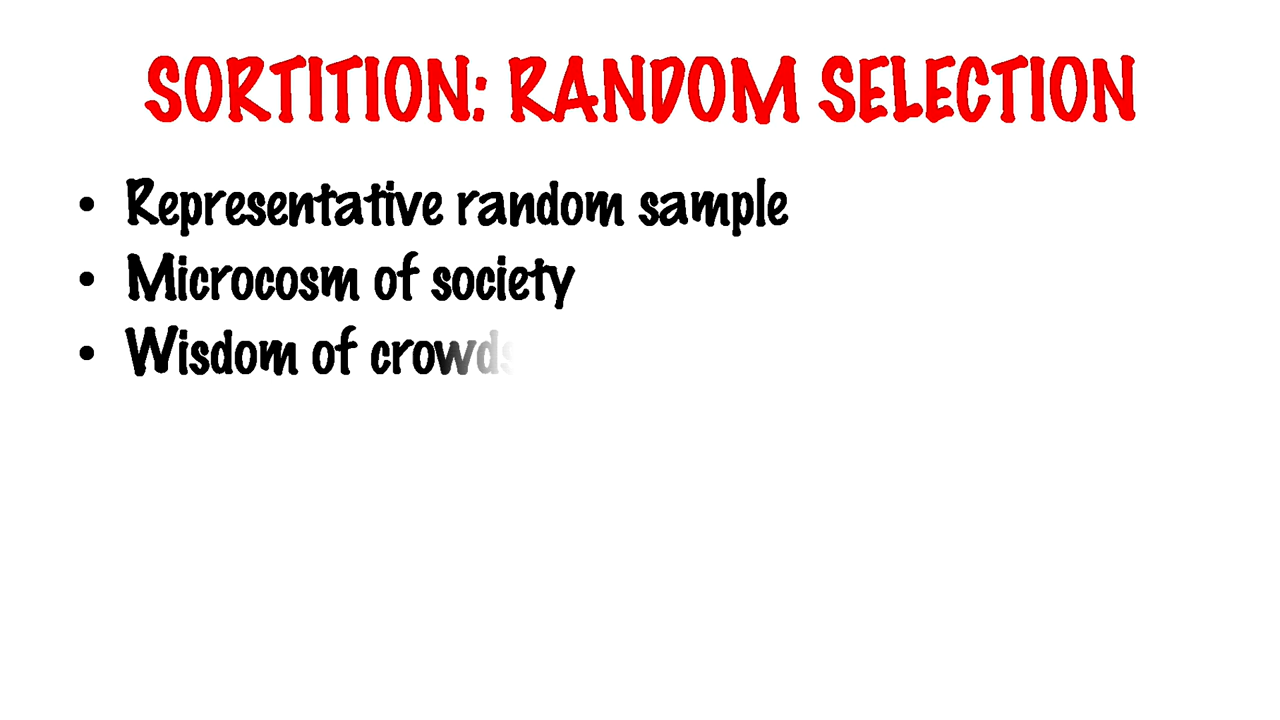 SORTITION: RANDOM SELECTION
• Representative random sample
• Microcosm of society
• Wisdom of crowds